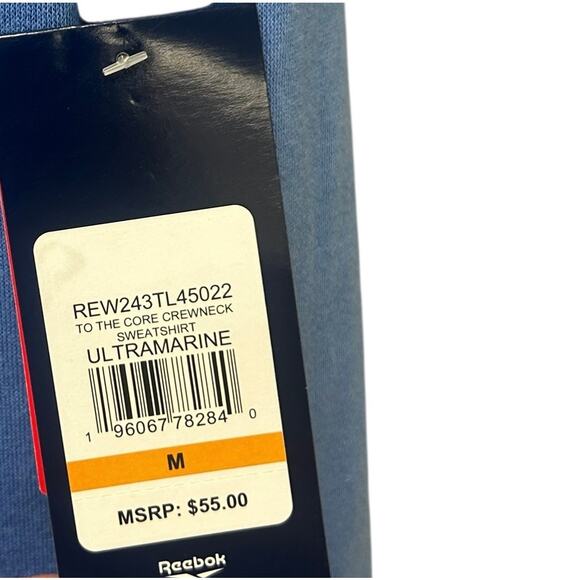 REW243TL45022
TO THE CORE CREWNECK
SWEATSHIRT
ULTRAMARINE
1 96067 78284 0
M
MSRP: $55.00
Reebok